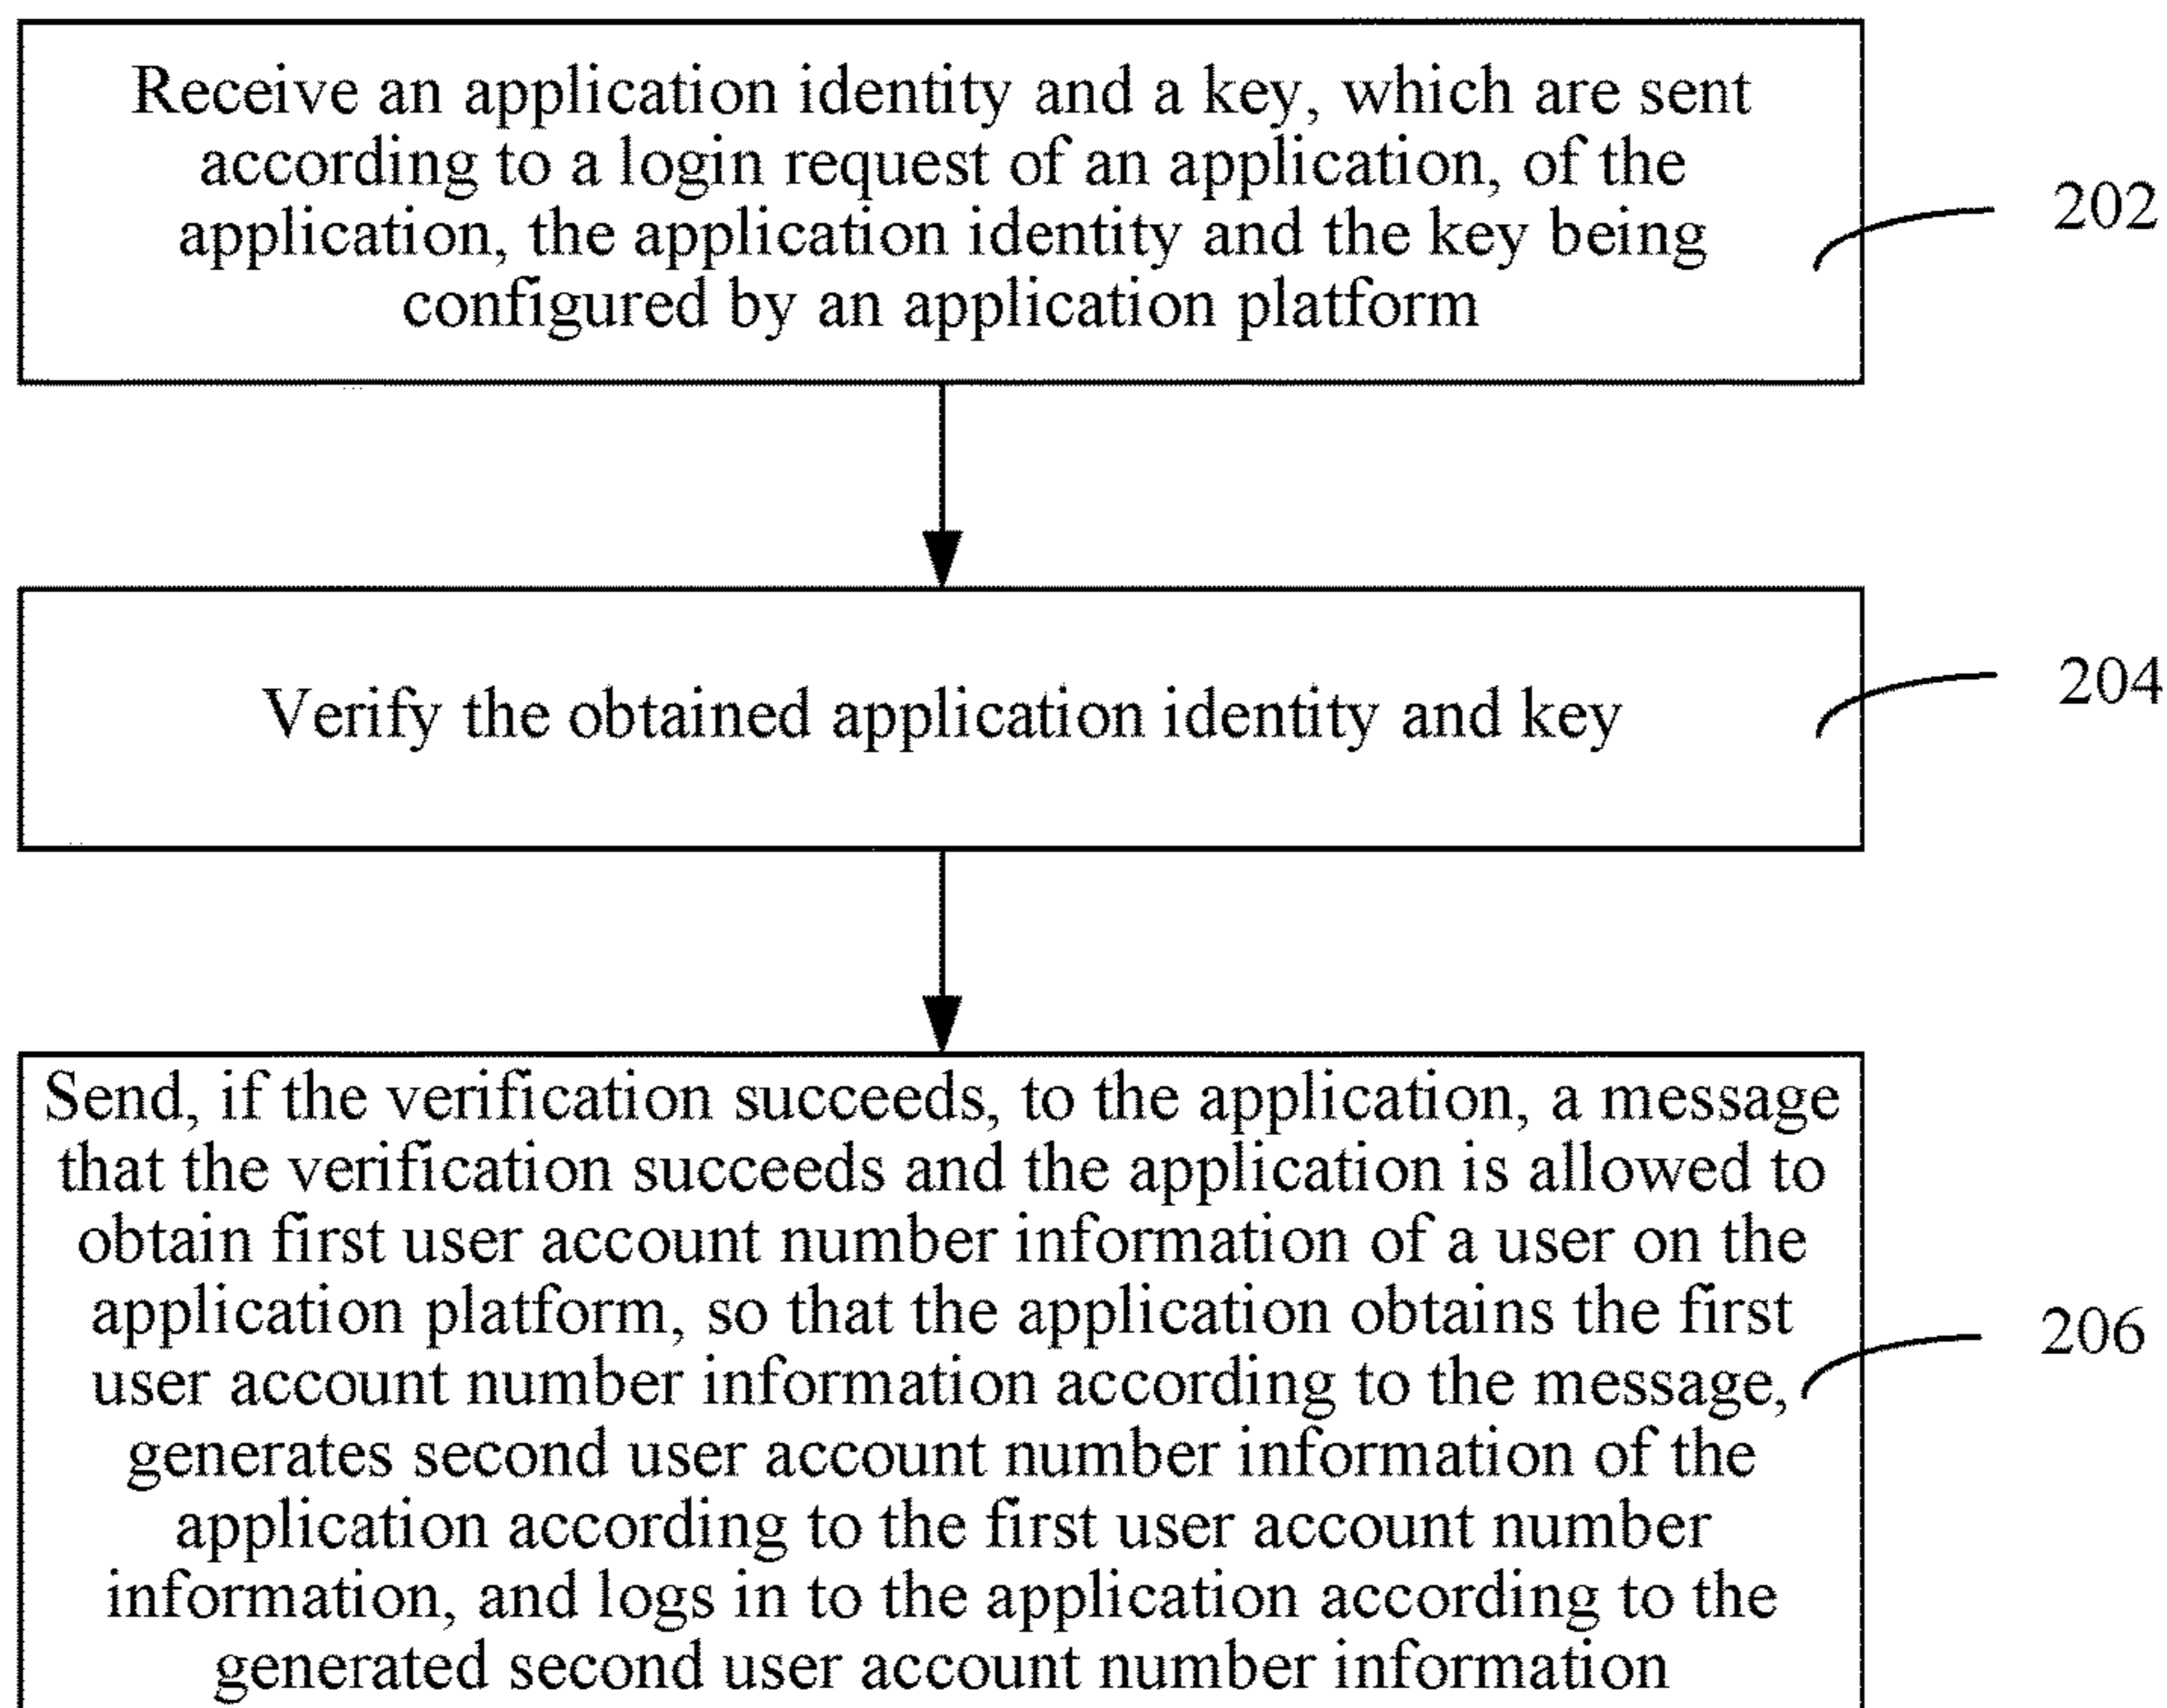 Receive an application identity and a key, which are sent
according to a login request of an application, of the
application, the application identity and the key being
configured by an application platform
202
Verify the obtained application identity and key
204
Send, if the verification succeeds, to the application, a message
that the verification succeeds and the application is allowed to
obtain first user account number information of a user on the
application platform, so that the application obtains the first
user account number information according to the message,
generates second user account number information of the
application according to the first user account number
information, and logs in to the application according to the
generated second user account number information
206